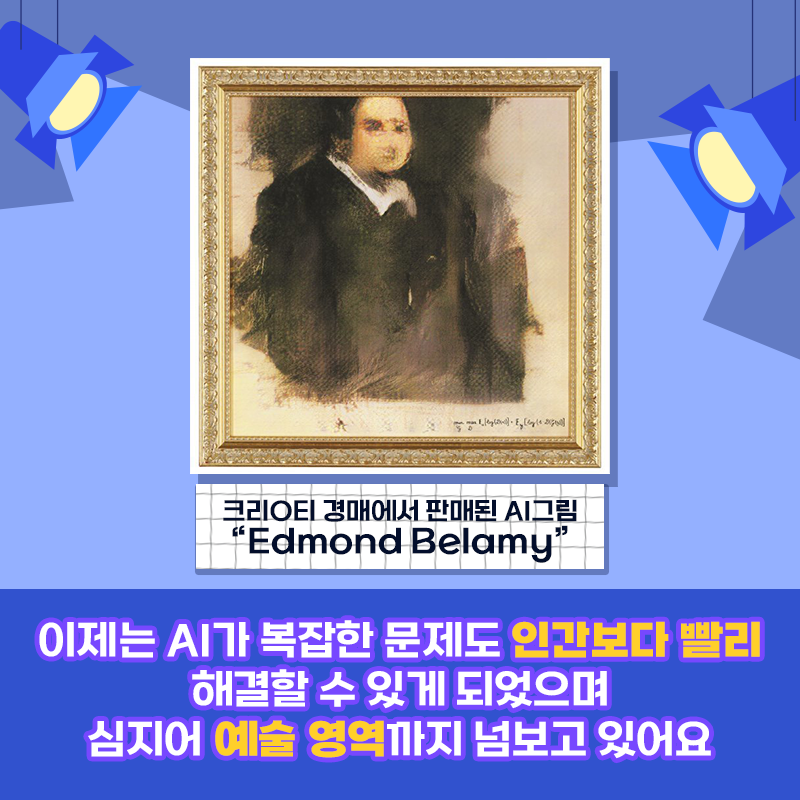 크리OEI 경매에서 판매된 AI그림
“Edmond Belamy”
이제는 AI가 복잡한 문제도 인간보다 빨리
해결할 수 있게 되었으며
심지어 예술 영역까지 넘보고 있어요